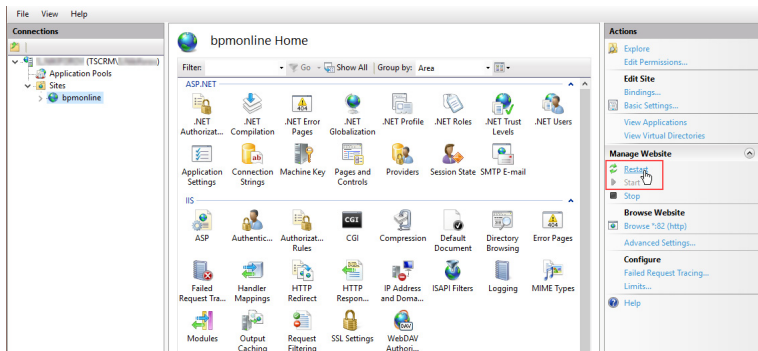 File View Help
Connections
(TSCRM\
Application Pools
Sites
bpmonline
bpmonline Home
Filter: Go Show All Group by: Area
ASP.NET
.NET Authorizat...
.NET Compilation
.NET Error Pages
.NET Globalization
.NET Profile
.NET Roles
.NET Trust Levels
.NET Users
Application Settings
Connection Strings
Machine Key
Pages and Controls
Providers
Session State
SMTP E-mail
IIS
ASP
Authentic...
Authorizat... Rules
CGI
Compression
Default Document
Directory Browsing
Error Pages
Failed Request Tra...
Handler Mappings
HTTP Redirect
HTTP Respon...
IP Address and Doma...
ISAPI Filters
Logging
MIME Types
Modules
Output Caching
Request Filtering
SSL Settings
WebDAV Authori...
Actions
Explore
Edit Permissions...
Edit Site
Bindings...
Basic Settings...
View Applications
View Virtual Directories
Manage Website
Restart
Start
Stop
Browse Website
Browse *:82 (http)
Advanced Settings...
Configure
Failed Request Tracing...
Limits...
Help